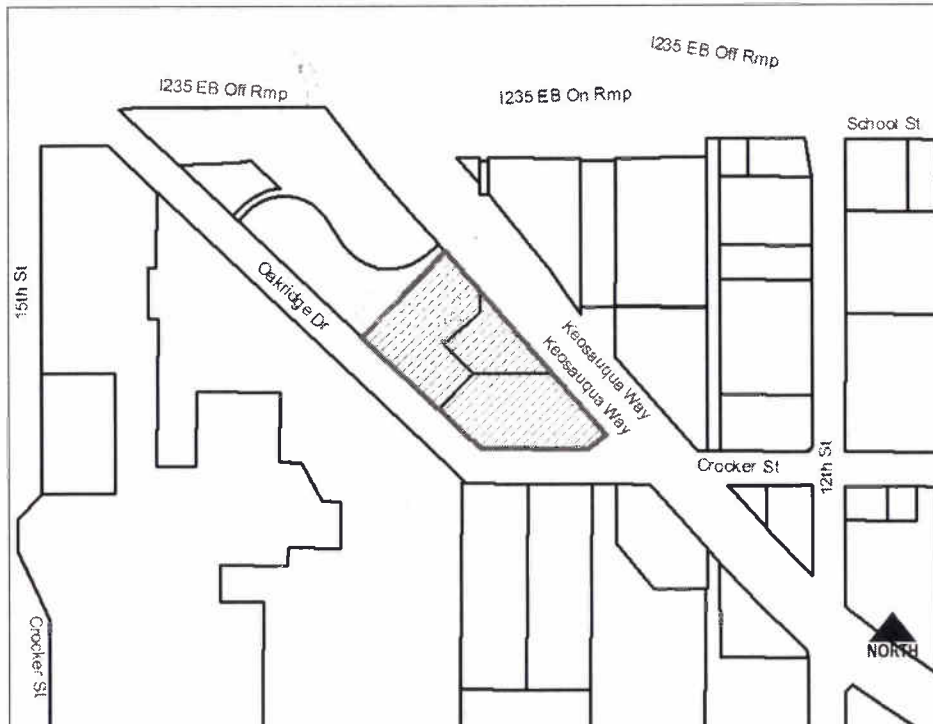 I235 EB Off Rmp
I235 EB Off Rmp
I235 EB On Rmp
School St
15th St
Oakridge Dr
Keosauqua Way
Keosauqua Way
Crocker St
12th St
Crocker St
NORTH